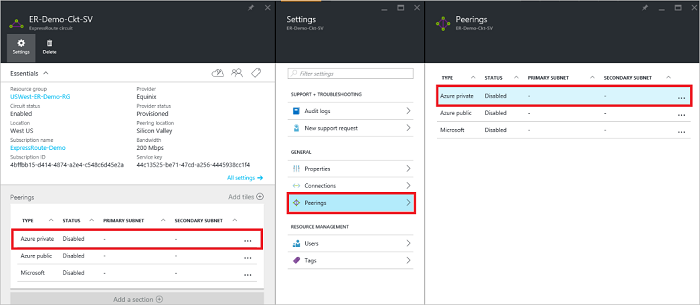 ER-Demo-Ckt-SV
ExpressRoute circuit
Settings
Delete
Essentials
Resource group
USWest-ER-Demo-RG
Circuit status
Enabled
Location
West US
Subscription name
ExpressRoute-Demo
Subscription ID
4bffbb15-d414-4874-a2e4-c548c6d45e2a
Provider
Equinix
Provider status
Provisioned
Peering location
Silicon Valley
Bandwidth
200 Mbps
Service key
44c13525-be71-47cd-a256-4445938cc1f4
All settings →
Peerings
Add tiles
TYPE STATUS PRIMARY SUBNET SECONDARY SUBNET
Azure private Disabled - - ...
Azure public Disabled - - ...
Microsoft Disabled - - ...
Add a section
Settings
ER-Demo-Ckt-SV
Filter settings
SUPPORT + TROUBLESHOOTING
Audit logs
New support request
GENERAL
Properties
Connections
Peerings
RESOURCE MANAGEMENT
Users
Tags
Peerings
ER-Demo-Ckt-SV
TYPE STATUS PRIMARY SUBNET SECONDARY SUBNET
Azure private Disabled - - ...
Azure public Disabled - - ...
Microsoft Disabled - - ...